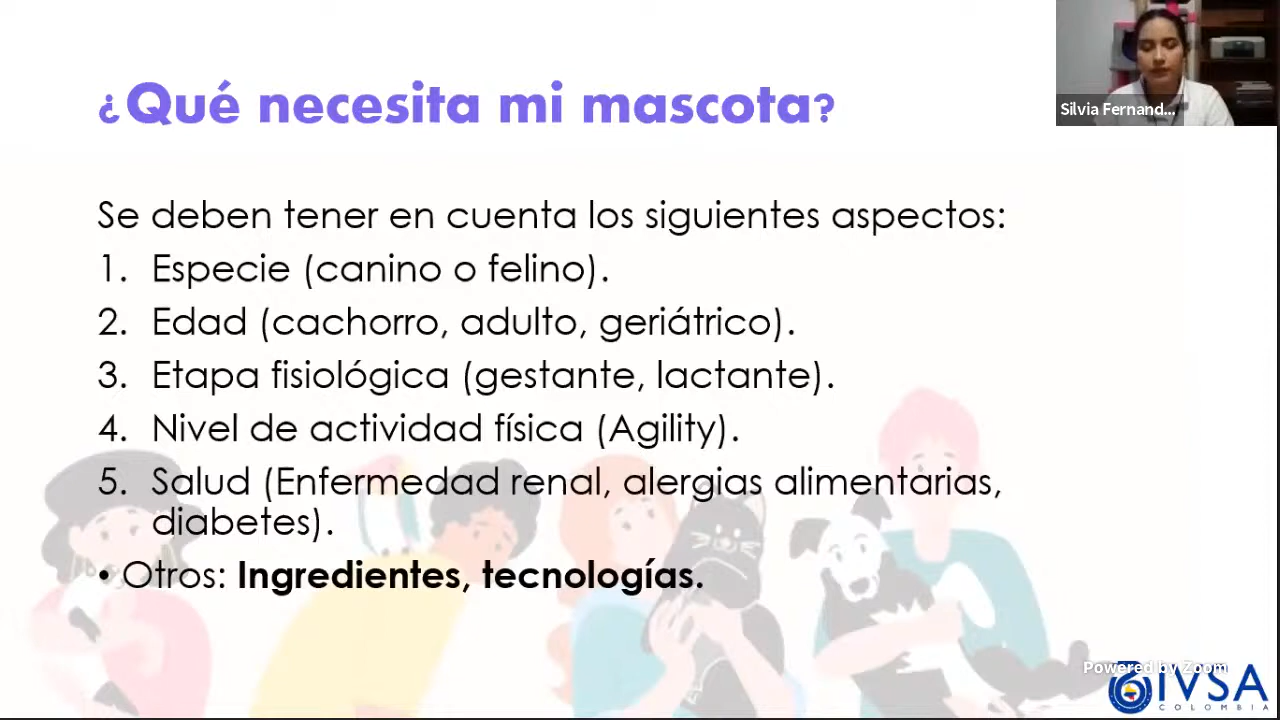 ¿Qué necesita mi mascota?
Silvia Fernand...
Se deben tener en cuenta los siguientes aspectos:
1. Especie (canino o felino).
2. Edad (cachorro, adulto, geriátrico).
3. Etapa fisiológica (gestante, lactante).
4. Nivel de actividad física (Agility).
5. Salud (Enfermedad renal, alergias alimentarias,
diabetes).
• Otros: Ingredientes, tecnologías.
Powered by Zoom
IVSA
COLOMBIA